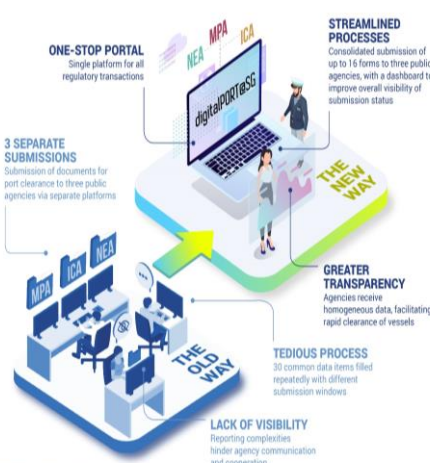 ONE-STOP PORTAL
Single platform for all
regulatory transactions
NEA
MPA
ICA
STREAMLINED
PROCESSES
Consolidated submission of
up to 16 forms to three public
agencies, with a dashboard to
improve overall visibility of
submission status
digitalPORT@SG
THE
NEW
WAY
3 SEPARATE
SUBMISSIONS
Submission of documents for
port clearance to three public
agencies via separate platforms
MPA
ICA
NEA
GREATER
TRANSPARENCY
Agencies receive
homogeneous data, facilitating
rapid clearance of vessels
THE
OLD
WAY
TEDIOUS PROCESS
30 common data items filled
repeatedly with different
submission windows
LACK OF VISIBILITY
Reporting complexities
hinder agency communication
and cooperation